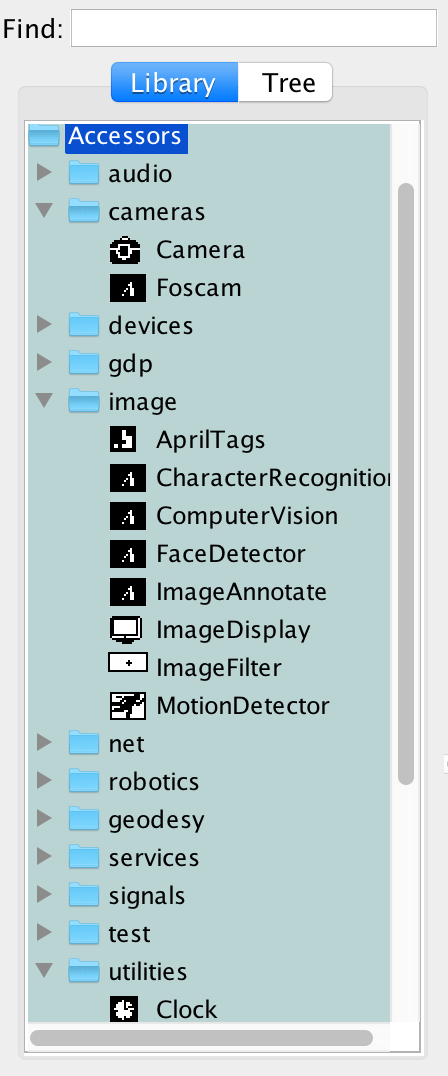 Find:
Library Tree
Accessors
audio
cameras
Camera
Foscam
devices
gdp
image
AprilTags
CharacterRecognition
ComputerVision
FaceDetector
ImageAnnotate
ImageDisplay
ImageFilter
MotionDetector
net
robotics
geodesy
services
signals
test
utilities
Clock